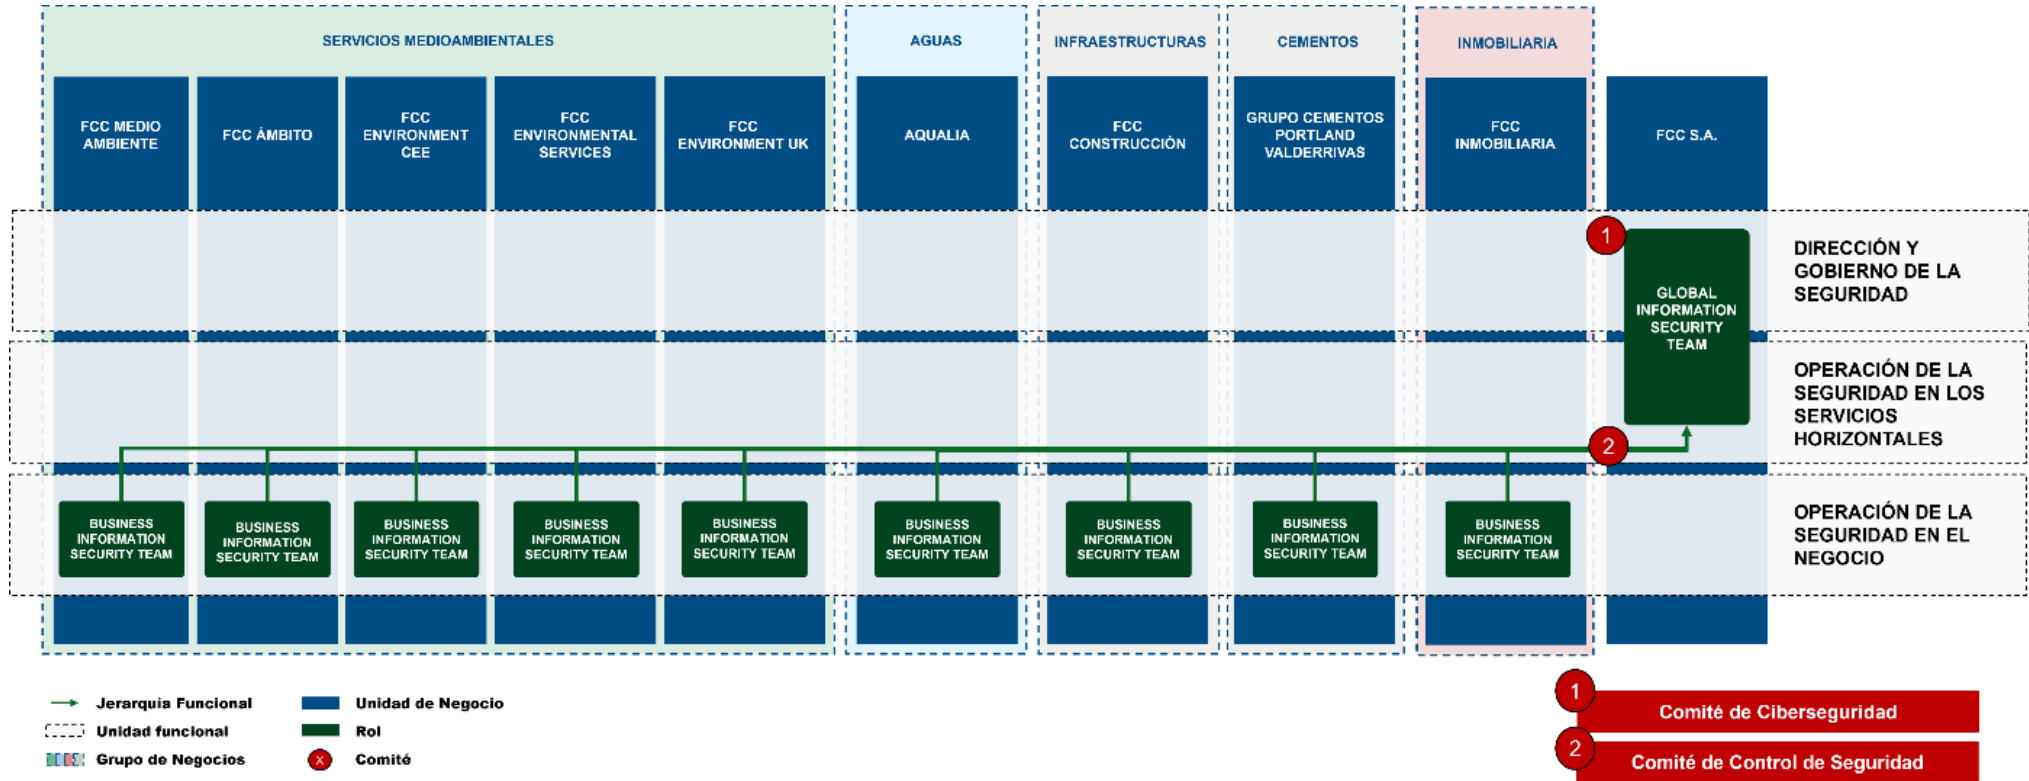 SERVICIOS MEDIOAMBIENTALES
AGUAS
INFRAESTRUCTURAS
CEMENTOS
INMOBILIARIA
FCC MEDIO
AMBIENTE
FCC ÁMBITO
FCC
ENVIRONMENT
CEE
FCC
ENVIRONMENTAL
SERVICES
FCC
ENVIRONMENT UK
AQUALIA
FCC
CONSTRUCCIÓN
GRUPO CEMENTOS
PORTLAND
VALDERRIVAS
FCC
INMOBILIARIA
FCC S.A.
1
GLOBAL
INFORMATION
SECURITY
TEAM
DIRECCIÓN Y
GOBIERNO DE LA
SEGURIDAD
OPERACIÓN DE LA
SEGURIDAD EN LOS
SERVICIOS
HORIZONTALES
2
BUSINESS
INFORMATION
SECURITY TEAM
BUSINESS
INFORMATION
SECURITY TEAM
BUSINESS
INFORMATION
SECURITY TEAM
BUSINESS
INFORMATION
SECURITY TEAM
BUSINESS
INFORMATION
SECURITY TEAM
BUSINESS
INFORMATION
SECURITY TEAM
BUSINESS
INFORMATION
SECURITY TEAM
BUSINESS
INFORMATION
SECURITY TEAM
BUSINESS
INFORMATION
SECURITY TEAM
OPERACIÓN DE LA
SEGURIDAD EN EL
NEGOCIO
Jerarquía Funcional
Unidad funcional
Grupo de Negocios
Unidad de Negocio
Rol
X Comité
1 Comité de Ciberseguridad
2 Comité de Control de Seguridad